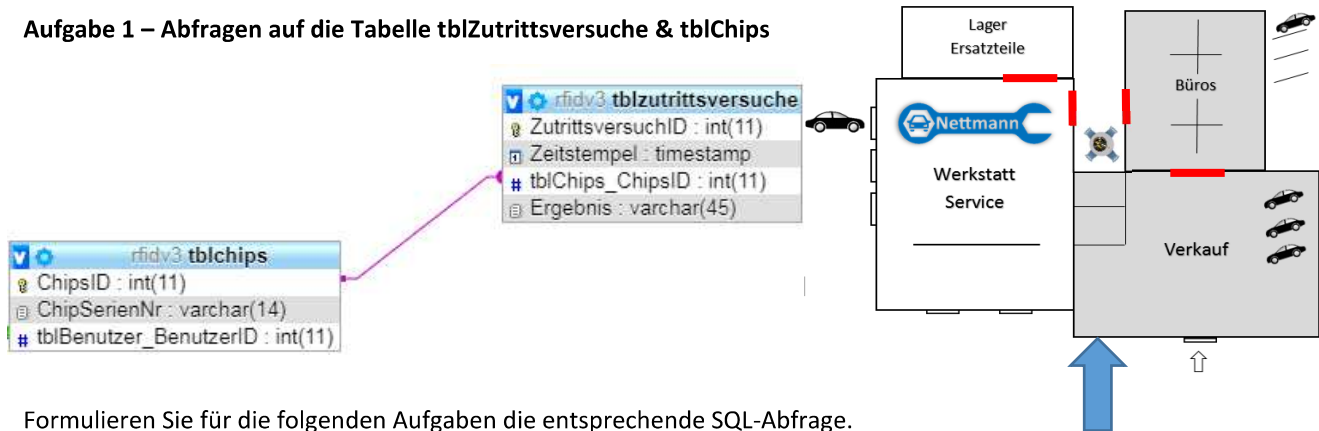 Aufgabe 1 – Abfragen auf die Tabelle tblZutrittsversuche & tblChips
Lager
Ersatzteile
Büros
Nettmann
Werkstatt
Service
Verkauf
rfidv3 tblzutrittsversuche
ZutrittsversuchID : int(11)
Zeitstempel : timestamp
tblChips_ChipsID : int(11)
Ergebnis : varchar(45)
rfidv3 tblchips
ChipsID : int(11)
ChipSerienNr : varchar(14)
tblBenutzer_BenutzerID : int(11)
Formulieren Sie für die folgenden Aufgaben die entsprechende SQL-Abfrage.